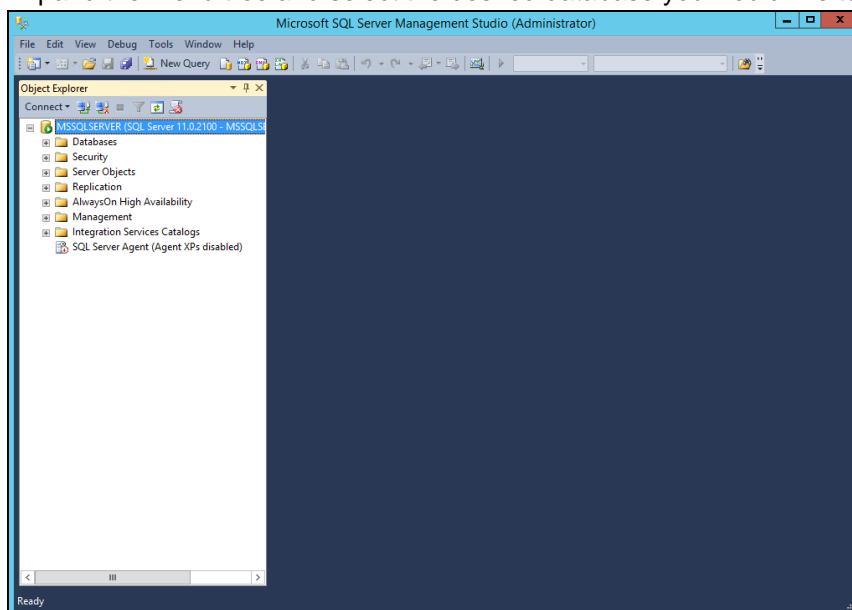 Microsoft SQL Server Management Studio (Administrator)
File Edit View Debug Tools Window Help
New Query
Object Explorer
Connect
MSSQLSERVER (SQL Server 11.0.2100 - MSSQLSE
Databases
Security
Server Objects
Replication
AlwaysOn High Availability
Management
Integration Services Catalogs
SQL Server Agent (Agent XPs disabled)
Ready